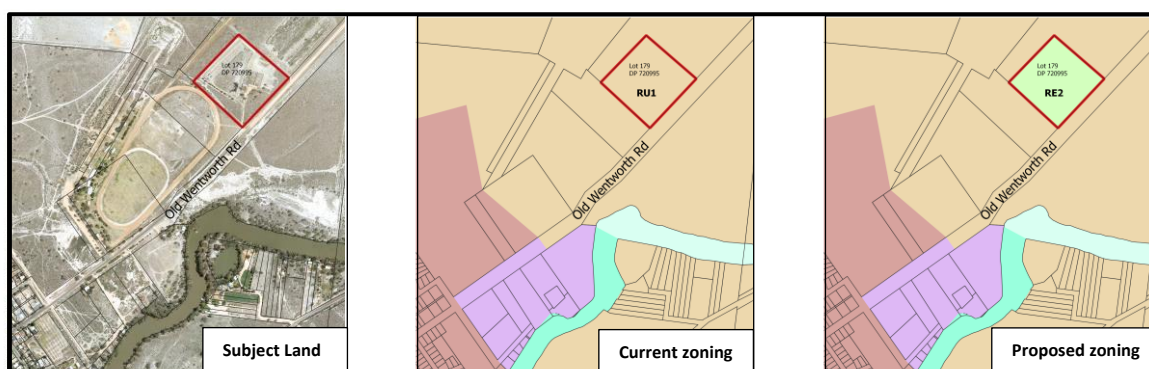 Lot 179
DP 720995
Old Wentworth Rd
Subject Land
Lot 179
DP 720995
RU1
Old Wentworth Rd
Current zoning
Lot 179
DP 720995
RE2
Old Wentworth Rd
Proposed zoning